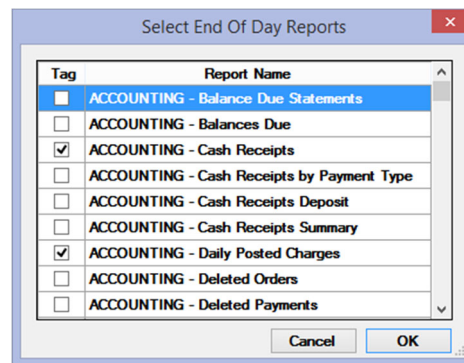 Select End Of Day Reports
Tag Report Name
ACCOUNTING - Balance Due Statements
ACCOUNTING - Balances Due
ACCOUNTING - Cash Receipts
ACCOUNTING - Cash Receipts by Payment Type
ACCOUNTING - Cash Receipts Deposit
ACCOUNTING - Cash Receipts Summary
ACCOUNTING - Daily Posted Charges
ACCOUNTING - Deleted Orders
ACCOUNTING - Deleted Payments
Cancel OK